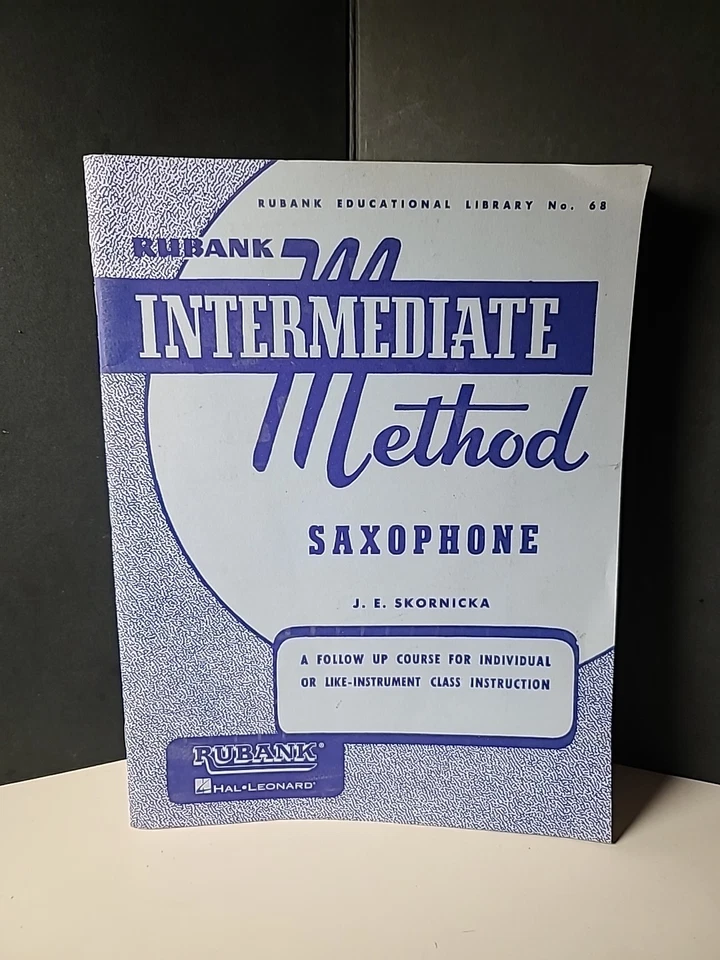 RUBANK EDUCATIONAL LIBRARY No. 68
RUBANK
INTERMEDIATE
Method
SAXOPHONE
J. E. SKORNICKA
A FOLLOW UP COURSE FOR INDIVIDUAL
OR LIKE-INSTRUMENT CLASS INSTRUCTION
RUBANK®
HAL•LEONARD®